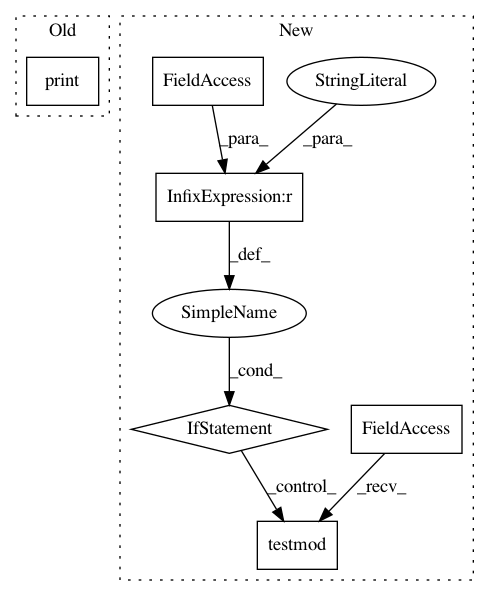 Old
New
print
FieldAccess
StringLiteral
_para_
_para_
InfixExpression:r
_def_
SimpleName
_cond_
IfStatement
FieldAccess
_control_
_recv_
testmod